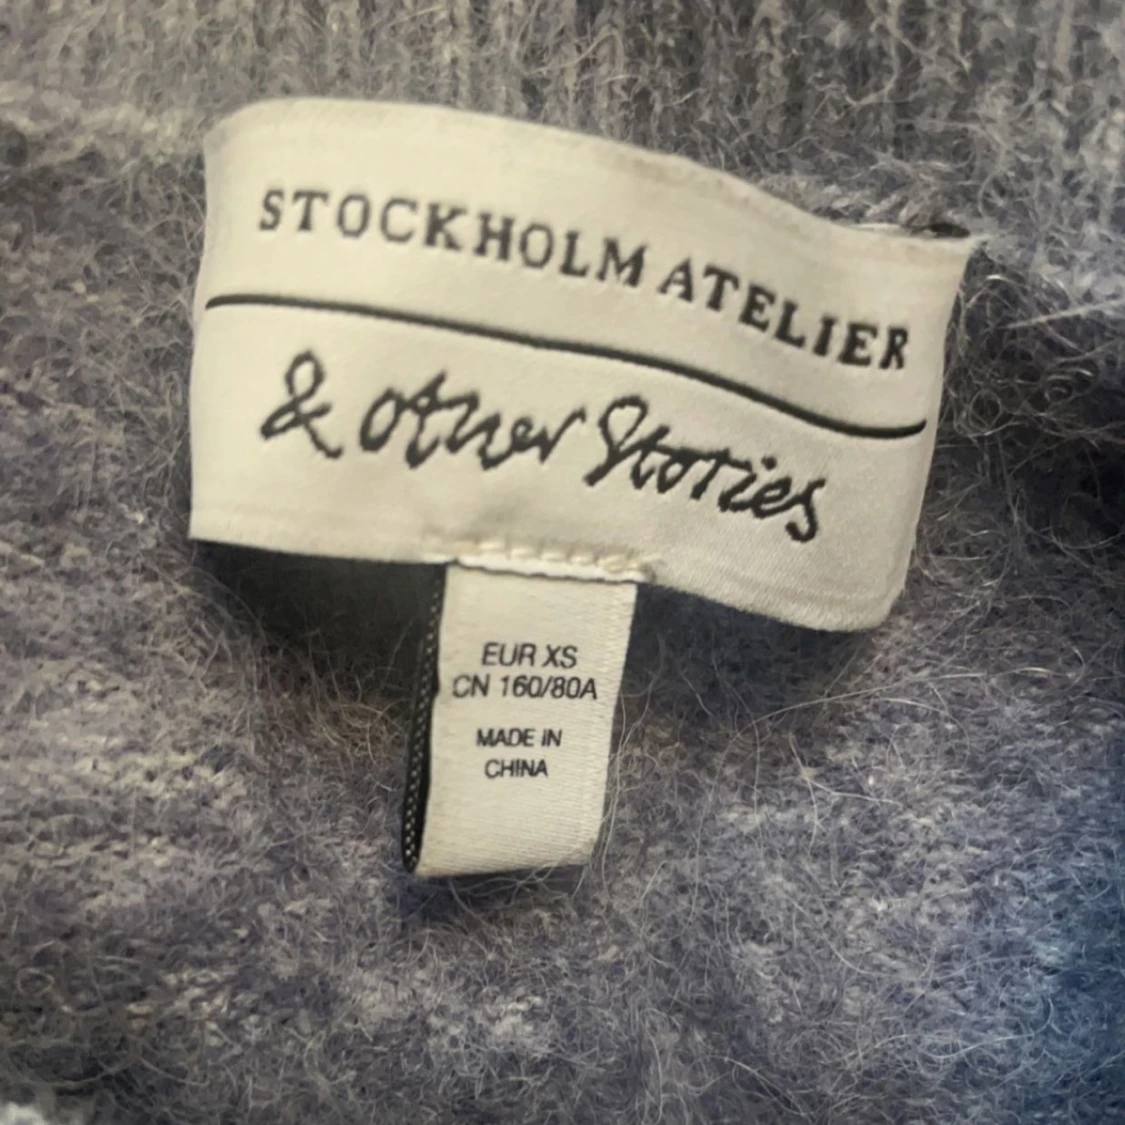 STOCKHOLM ATELIER
& other Stories
EUR XS
CN 160/80A
MADE IN
CHINA